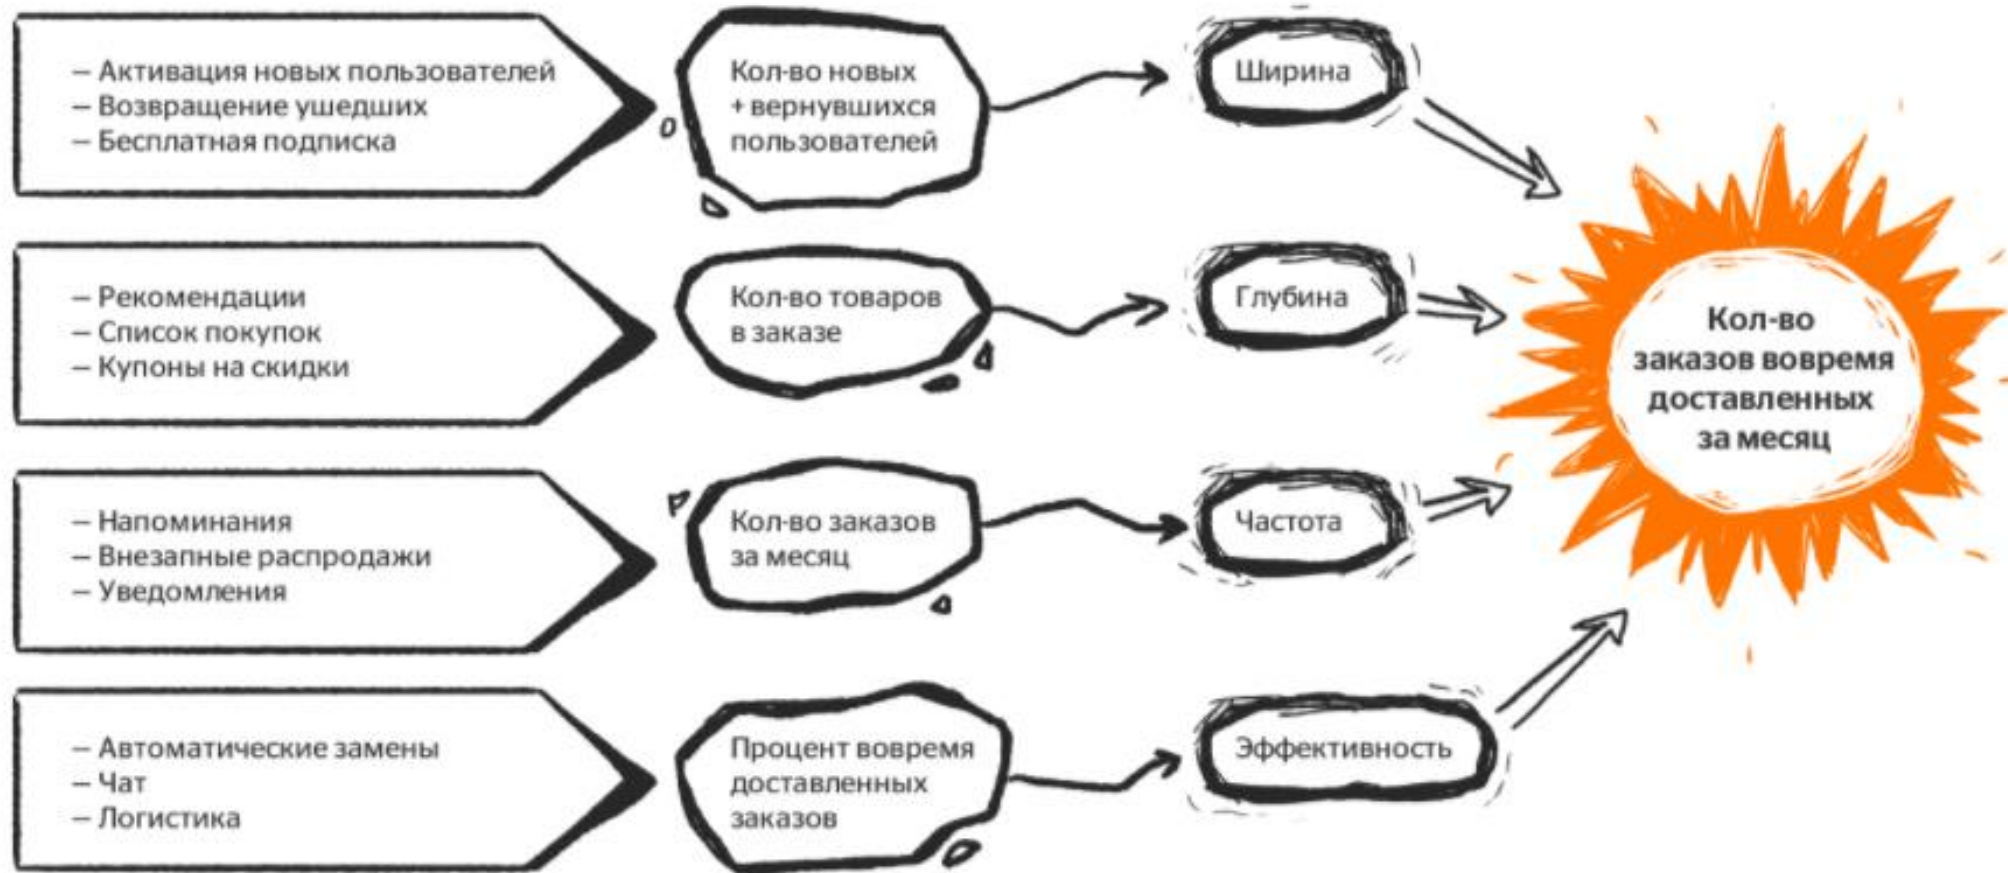 — Активация новых пользователей
— Возвращение ушедших
— Бесплатная подписка
Кол-во новых
+ вернувшихся
пользователей
Ширина
— Рекомендации
— Список покупок
— Купоны на скидки
Кол-во товаров
в заказе
Глубина
— Напоминания
— Внезапные распродажи
— Уведомления
Кол-во заказов
за месяц
Частота
— Автоматические замены
— Чат
— Логистика
Процент вовремя
доставленных
заказов
Эффективность
Кол-во
заказов вовремя
доставленных
за месяц